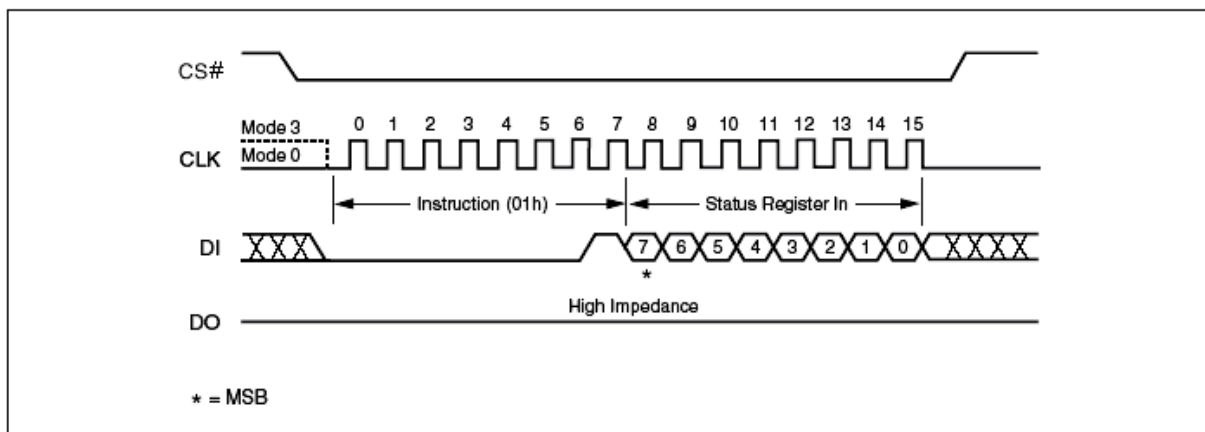 CS#
Mode 3
0 1 2 3 4 5 6 7 8 9 10 11 12 13 14 15
CLK
Mode 0
Instruction (01h)
Status Register In
DI
7 6 5 4 3 2 1 0
*
High Impedance
DO
* = MSB